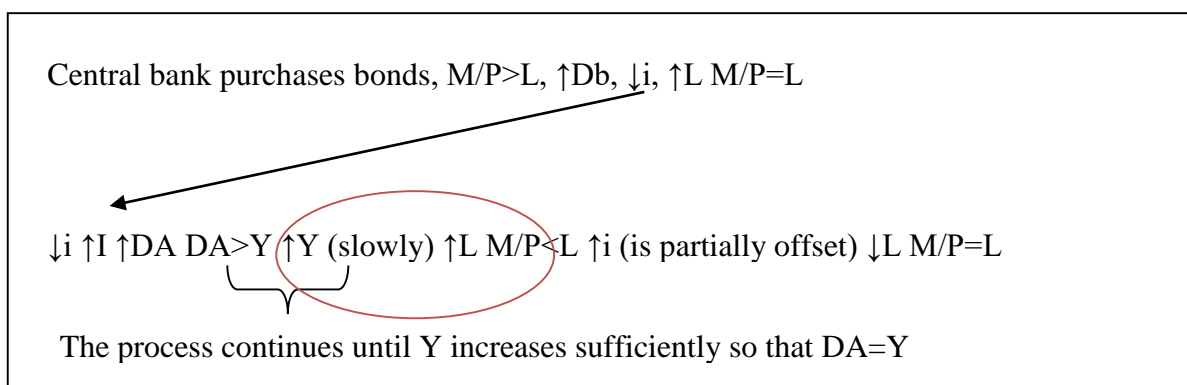 Central bank purchases bonds, M/P>L, ↑Db, ↓i, ↑L M/P=L
↓i ↑I ↑DA DA>Y ↑Y (slowly) ↑L M/P<L ↑i (is partially offset) ↓L M/P=L
The process continues until Y increases sufficiently so that DA=Y